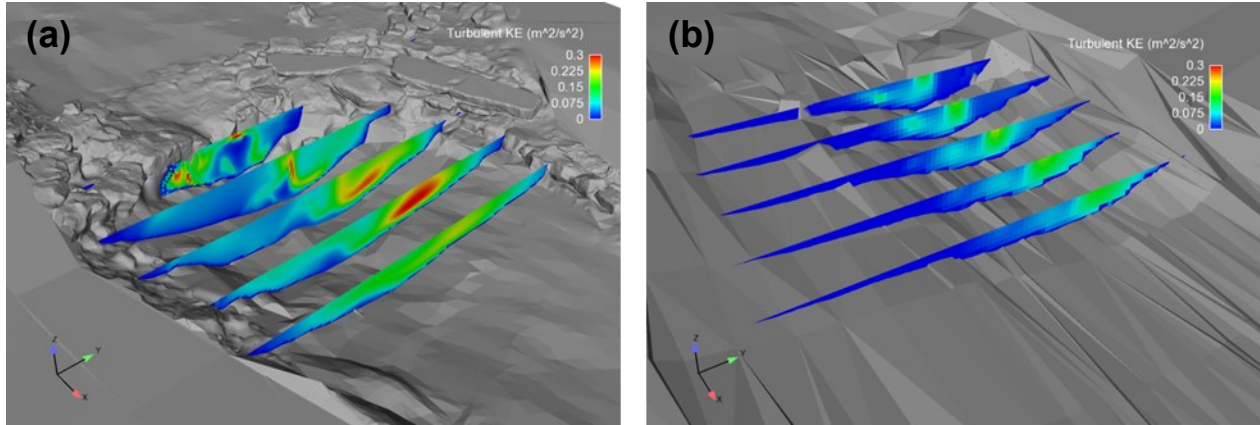 (a)
Turbulent KE (m^2/s^2)
0.3
0.225
0.15
0.075
0
Z
Y
X
(b)
Turbulent KE (m^2/s^2)
0.3
0.225
0.15
0.075
0
Z
Y
X